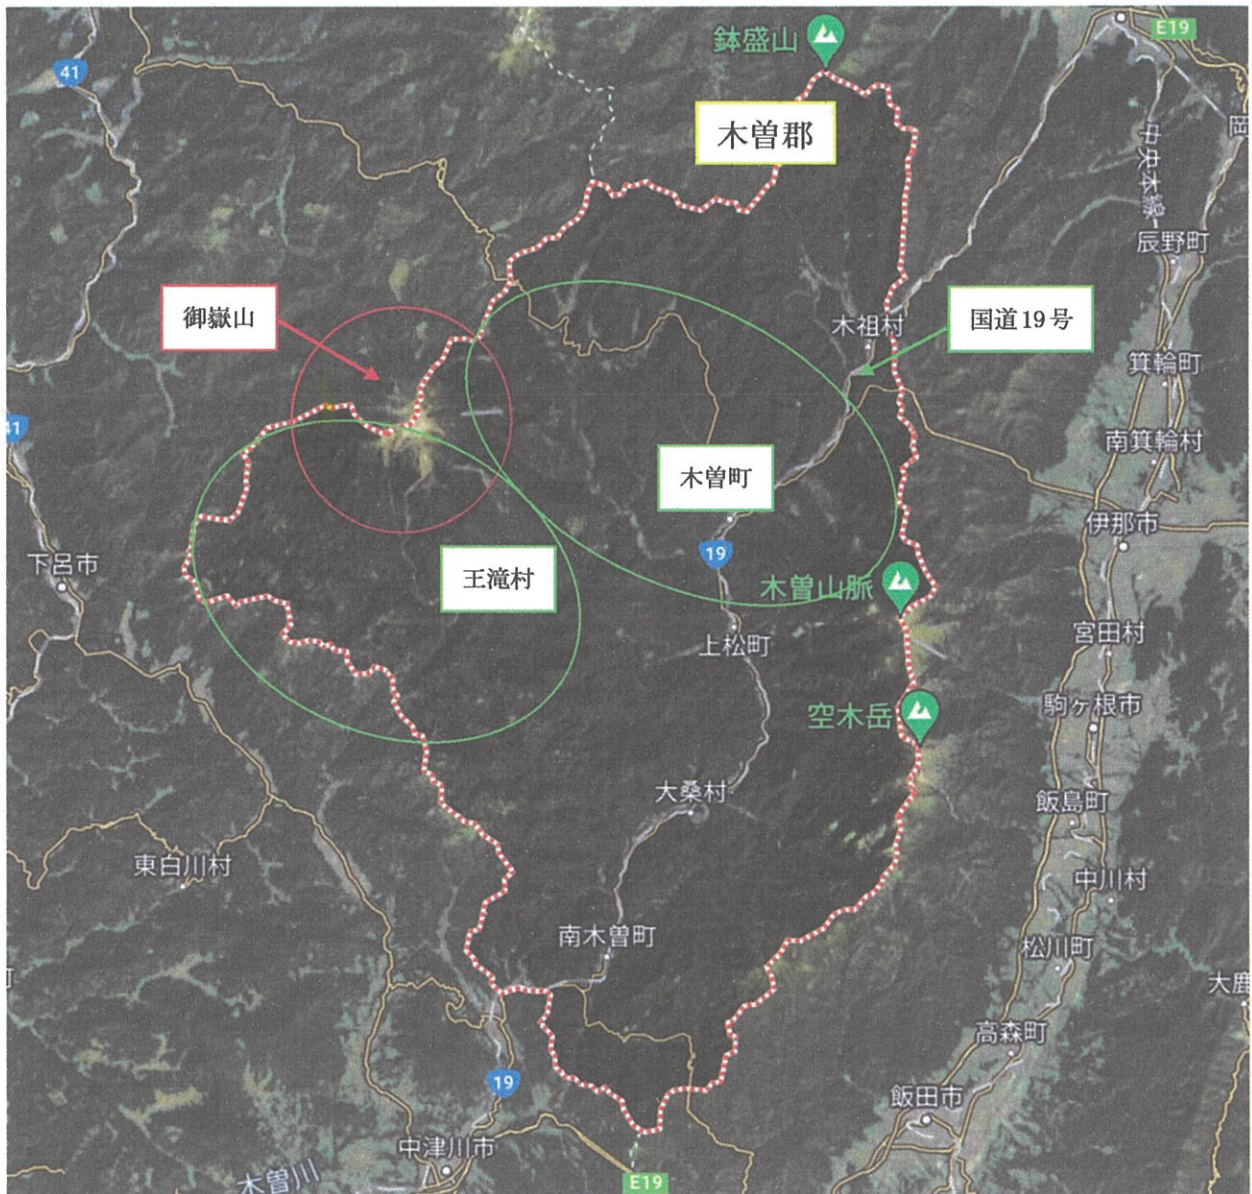 鉢盛山
E19
41
木曽郡
岡
中央本線
辰野町
御嶽山
木祖村
国道19号
箕輪町
41
南箕輪村
木曽町
伊那市
19
下呂市
王滝村
木曽山脈
宮田村
上松町
駒ヶ根市
空木岳
大桑村
飯島町
東白川村
中川村
南木曽町
松川町
町
大鹿
高森町
19
飯田市
中津川市
木曽川
E19